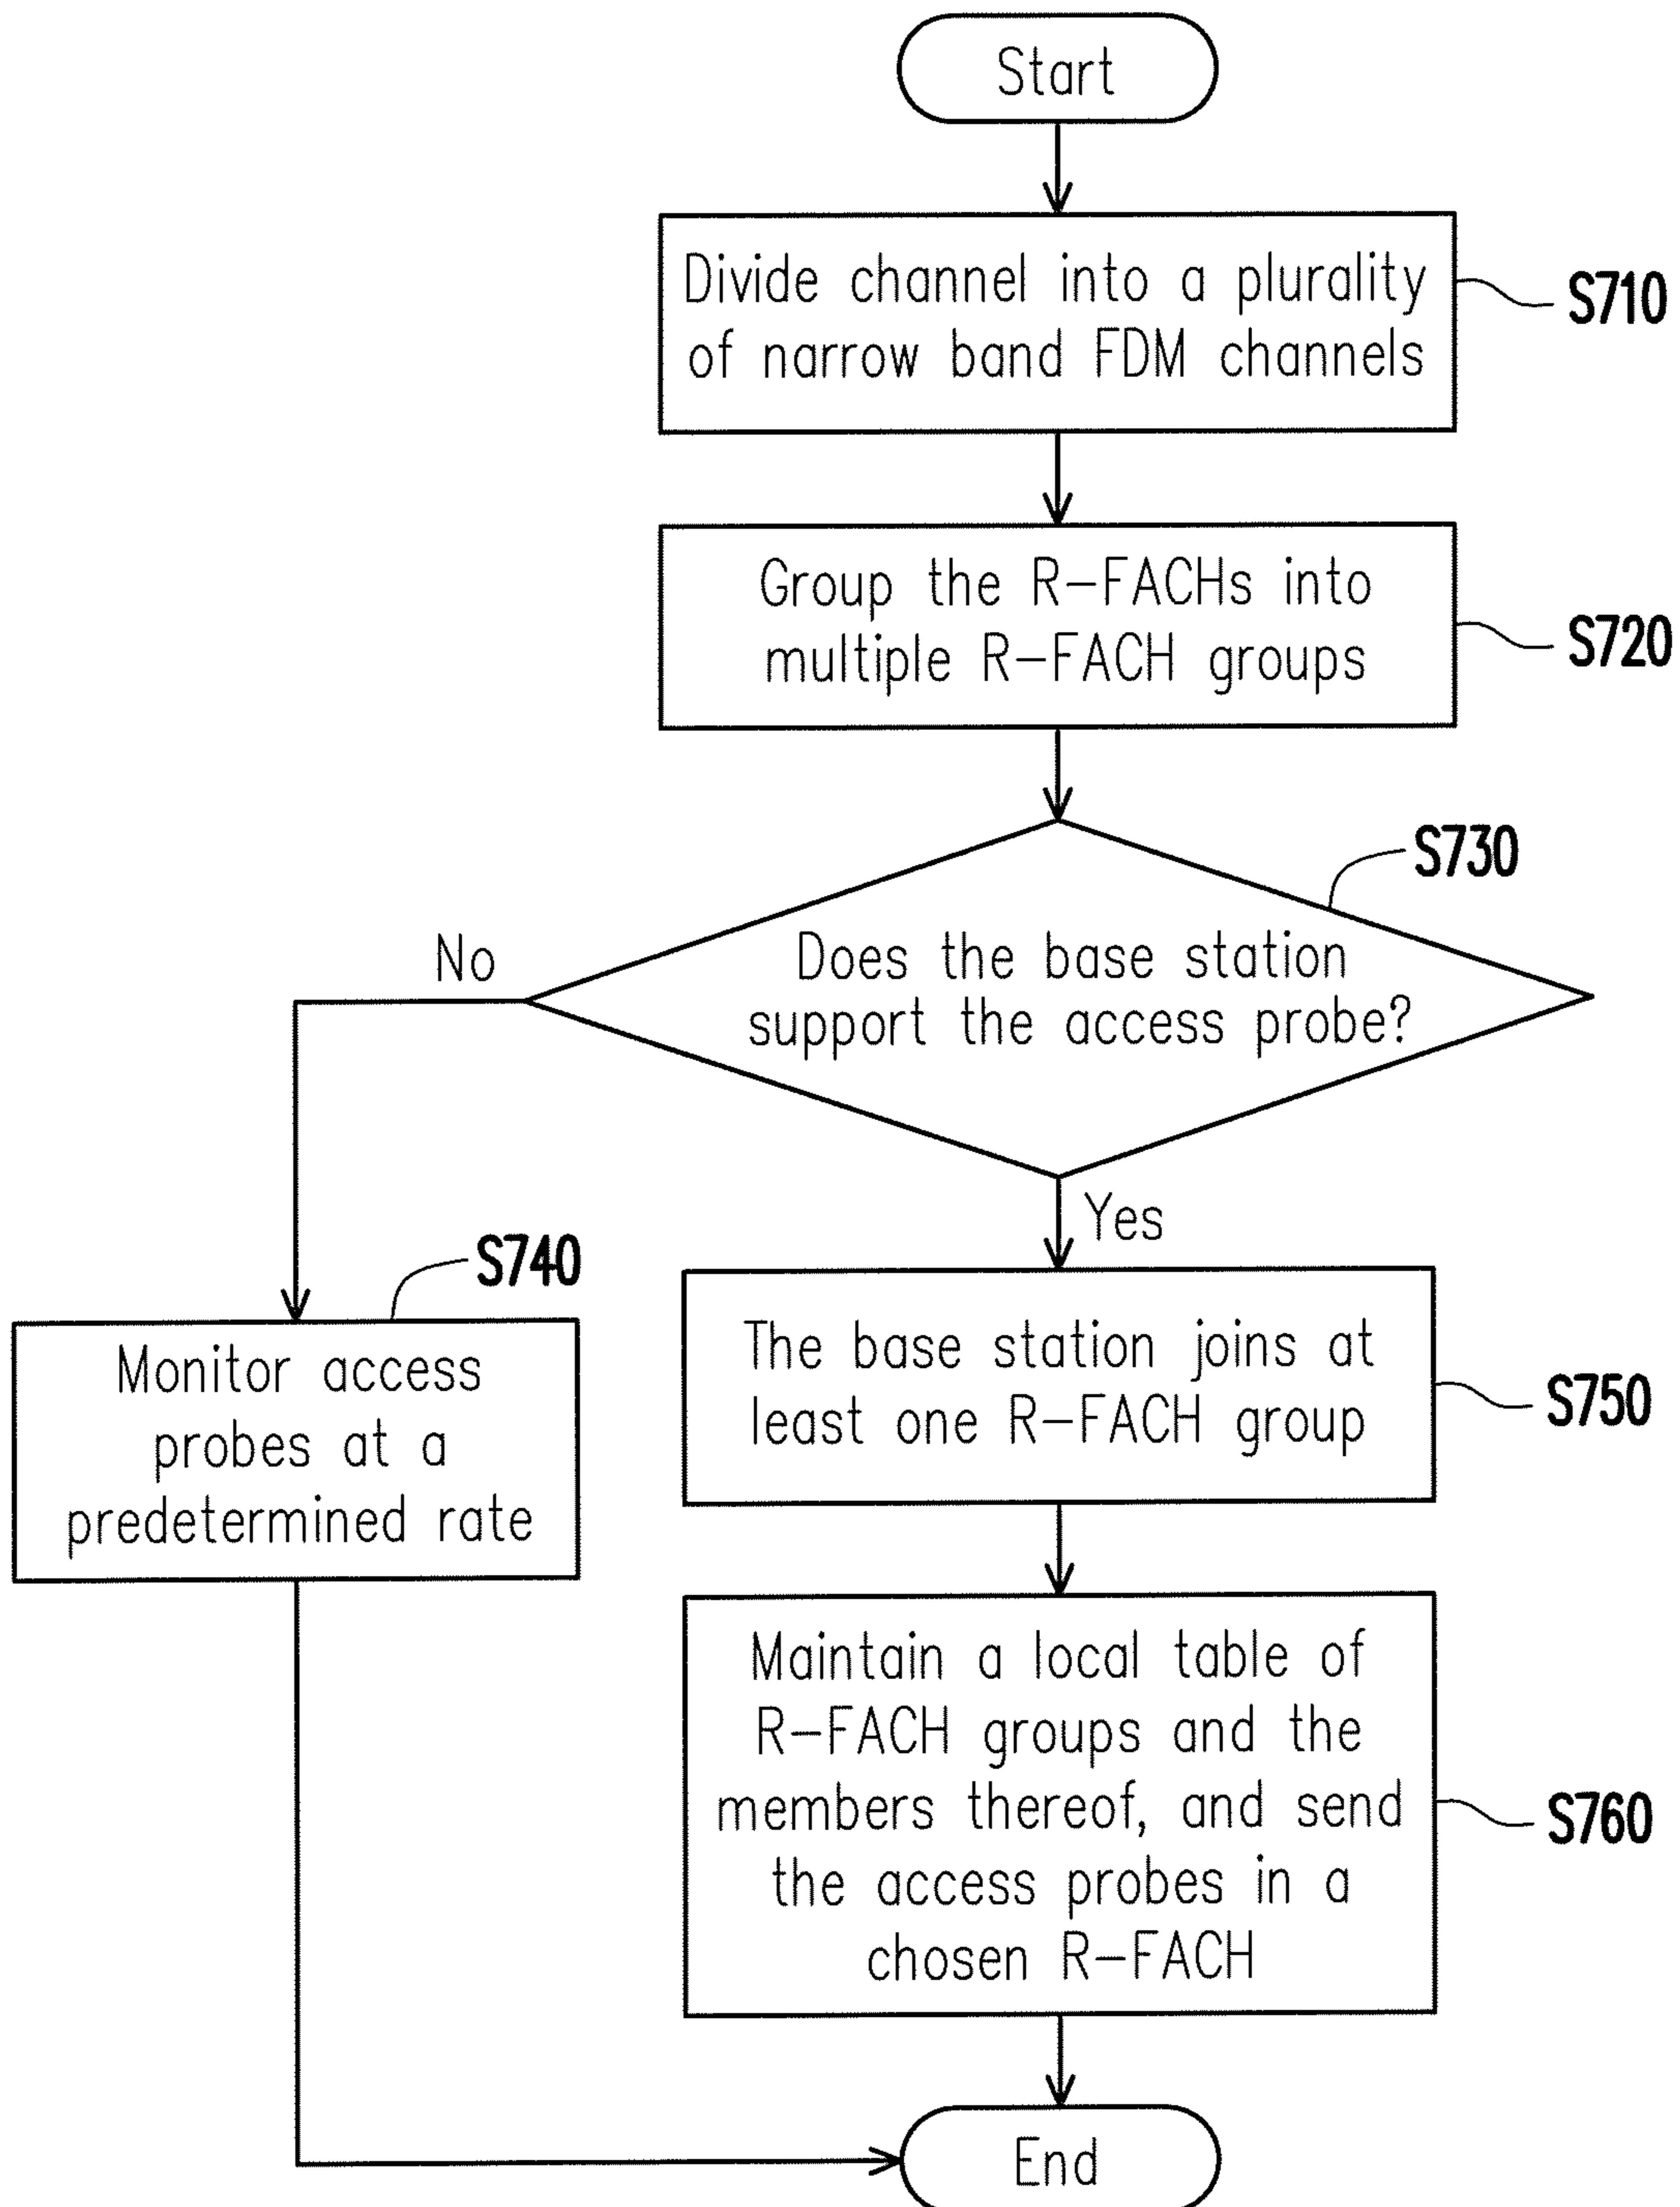 Start
Divide channel into a plurality
of narrow band FDM channels
S710
Group the R-FACHs into
multiple R-FACH groups
S720
S730
Does the base station
support the access probe?
No
Yes
S740
Monitor access
probes at a
predetermined rate
The base station joins at
least one R-FACH group
S750
Maintain a local table of
R-FACH groups and the
members thereof, and send
the access probes in a
chosen R-FACH
S760
End